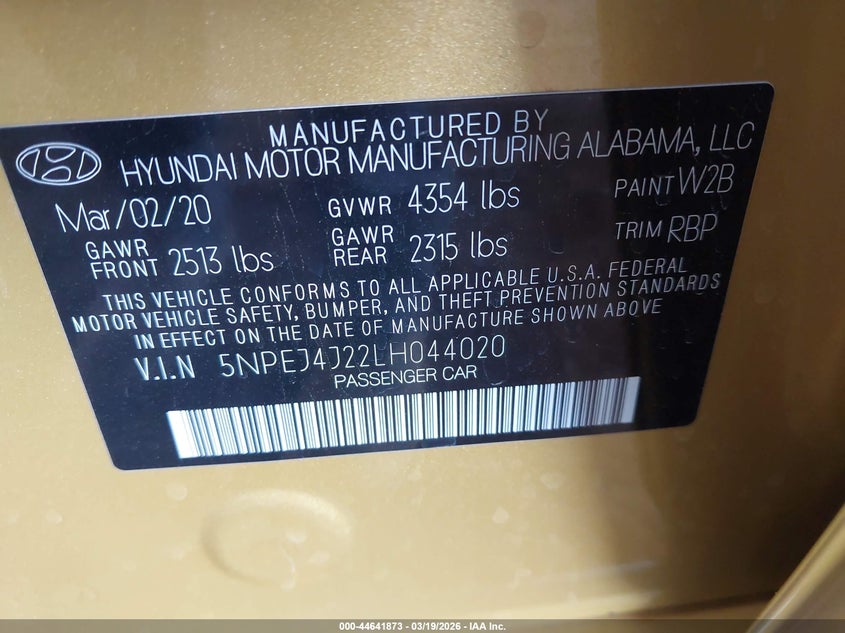 MANUFACTURED BY
HYUNDAI MOTOR MANUFACTURING ALABAMA, LLC
Mar/02/20 GVWR 4354 lbs PAINT W2B
GAWR FRONT 2513 lbs GAWR REAR 2315 lbs TRIM RBP
THIS VEHICLE CONFORMS TO ALL APPLICABLE U.S.A. FEDERAL
MOTOR VEHICLE SAFETY, BUMPER, AND THEFT PREVENTION STANDARDS
IN EFFECT ON THE DATE OF MANUFACTURE SHOWN ABOVE
V.I.N 5NPEJ4J22LH044020
PASSENGER CAR
000-44641873 | 03/19/2026 - IAA Inc.